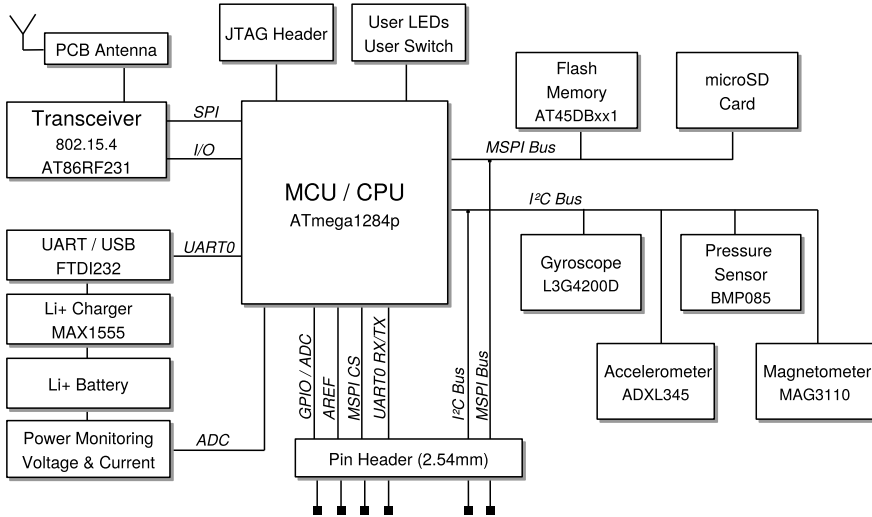 PCB Antenna
JTAG Header
User LEDs
User Switch
Transceiver
802.15.4
AT86RF231
SPI
I/O
MCU / CPU
ATmega1284p
Flash
Memory
AT45DBxx1
microSD
Card
MSPI Bus
I²C Bus
UART / USB
FTDI232
UART0
Gyroscope
L3G4200D
Pressure
Sensor
BMP085
Li+ Charger
MAX1555
Li+ Battery
Accelerometer
ADXL345
Magnetometer
MAG3110
Power Monitoring
Voltage & Current
ADC
GPIO / ADC
AREF
MSPI CS
UART0 RX/TX
I²C Bus
MSPI Bus
Pin Header (2.54mm)